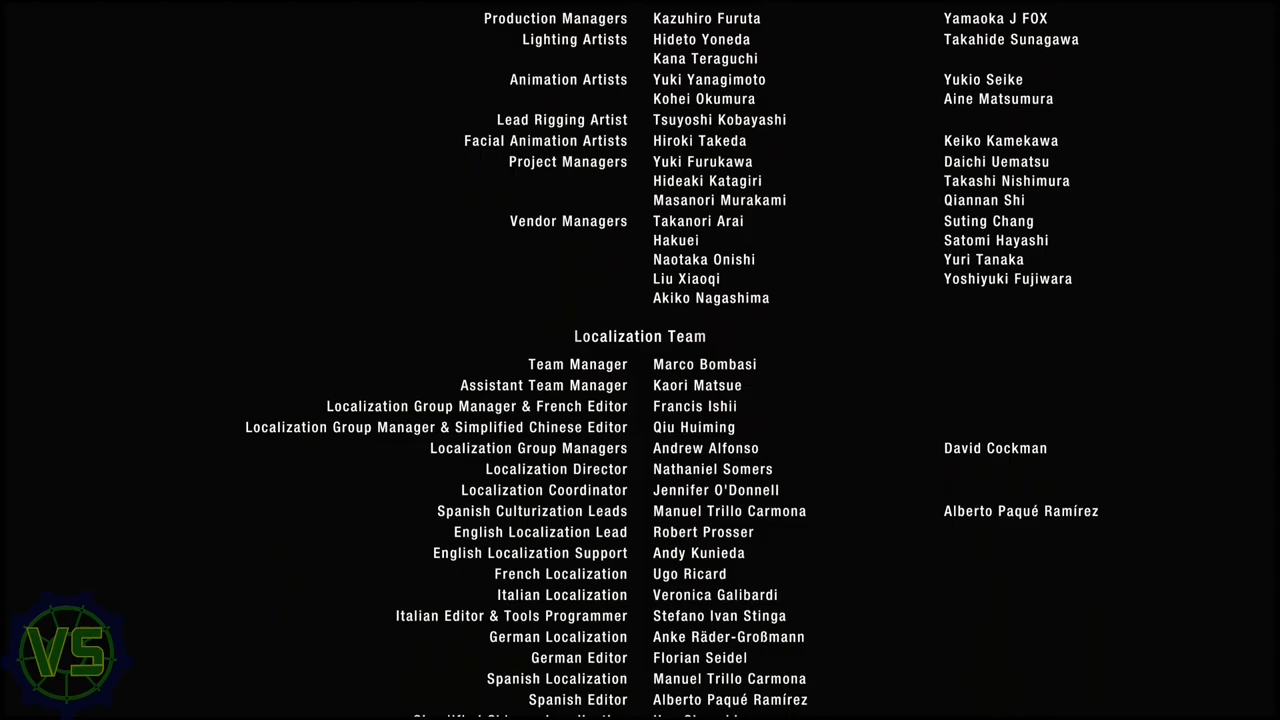 Production Managers Kazuhiro Furuta Yamaoka J FOX
Lighting Artists Hideto Yoneda Takahide Sunagawa
Kana Teraguchi
Animation Artists Yuki Yanagimoto Yukio Seike
Kohei Okumura Aine Matsumura
Lead Rigging Artist Tsuyoshi Kobayashi
Facial Animation Artists Hiroki Takeda Keiko Kamekawa
Project Managers Yuki Furukawa Daichi Uematsu
Hideaki Katagiri Takashi Nishimura
Masanori Murakami Qiannan Shi
Vendor Managers Takanori Arai Suting Chang
Hakuei Satomi Hayashi
Naotaka Onishi Yuri Tanaka
Liu Xiaoqi Yoshiyuki Fujiwara
Akiko Nagashima
Localization Team
Team Manager Marco Bombasi
Assistant Team Manager Kaori Matsue
Localization Group Manager & French Editor Francis Ishii
Localization Group Manager & Simplified Chinese Editor Qiu Huiming
Localization Group Managers Andrew Alfonso David Cockman
Localization Director Nathaniel Somers
Localization Coordinator Jennifer O'Donnell
Spanish Culturization Leads Manuel Trillo Carmona Alberto Paqué Ramírez
English Localization Lead Robert Prosser
English Localization Support Andy Kunieda
French Localization Ugo Ricard
Italian Localization Veronica Galibardi
Italian Editor & Tools Programmer Stefano Ivan Stinga
German Localization Anke Räder-Großmann
German Editor Florian Seidel
Spanish Localization Manuel Trillo Carmona
Spanish Editor Alberto Paqué Ramírez
VS